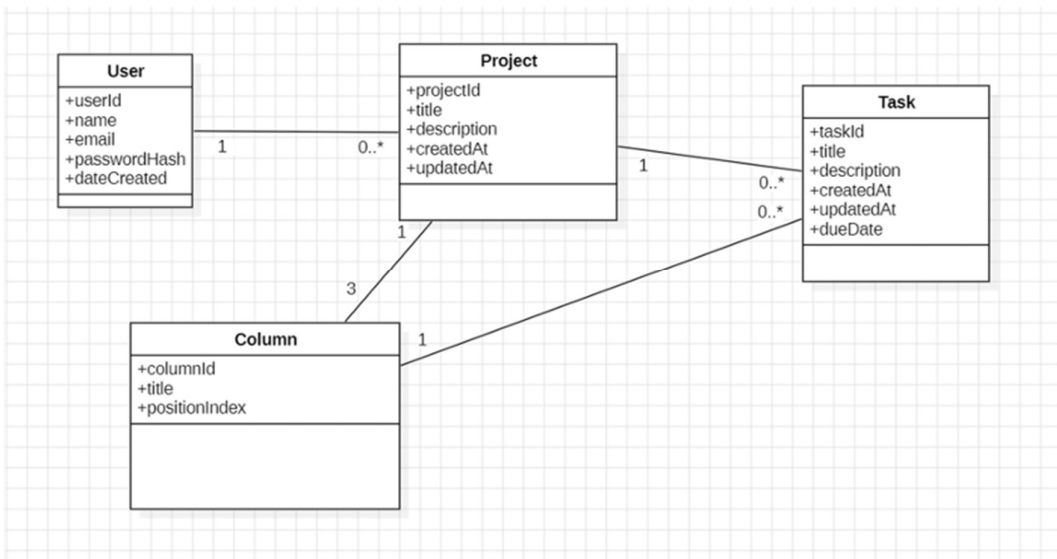 User
+userId
+name
+email
+passwordHash
+dateCreated
1
0..*
Project
+projectId
+title
+description
+createdAt
+updatedAt
1
0..*
Task
+taskId
+title
+description
+createdAt
+updatedAt
+dueDate
0..*
1
3
Column
+columnId
+title
+positionIndex
1